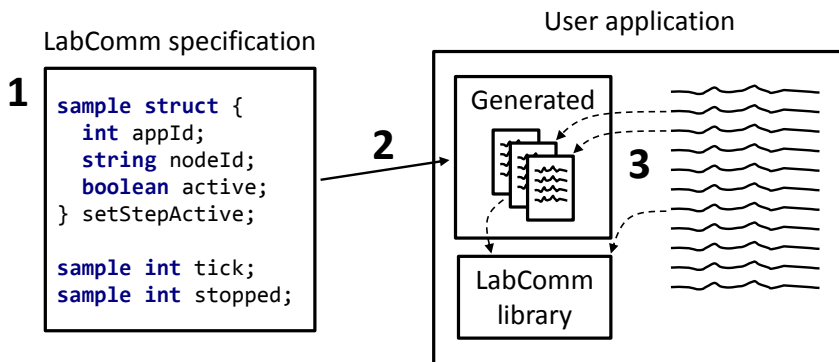 LabComm specification
1
sample struct {
int appId;
string nodeId;
boolean active;
} setStepActive;
sample int tick;
sample int stopped;
2
User application
Generated
3
LabComm
library